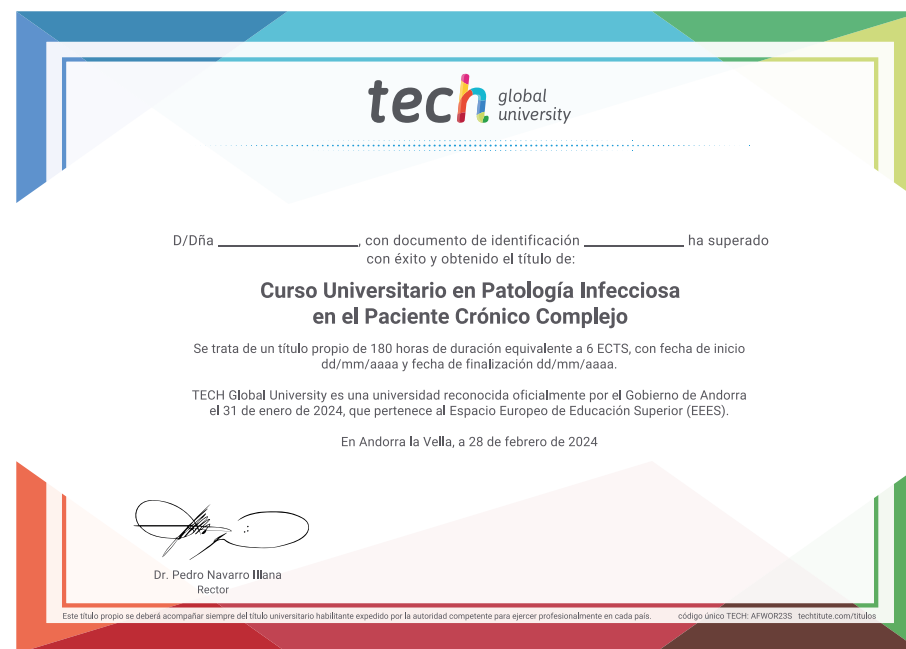 tech global university
D/Dña ____________________, con documento de identificación ______________ ha superado
con éxito y obtenido el título de:
Curso Universitario en Patología Infecciosa
en el Paciente Crónico Complejo
Se trata de un título propio de 180 horas de duración equivalente a 6 ECTS, con fecha de inicio
dd/mm/aaaa y fecha de finalización dd/mm/aaaa.
TECH Global University es una universidad reconocida oficialmente por el Gobierno de Andorra
el 31 de enero de 2024, que pertenece al Espacio Europeo de Educación Superior (EEES).
En Andorra la Vella, a 28 de febrero de 2024
Dr. Pedro Navarro Illana
Rector
Este título propio se deberá acompañar siempre del título universitario habilitante expedido por la autoridad competente para ejercer profesionalmente en cada país. código único TECH: AFWOR23S techtitute.com/titulos